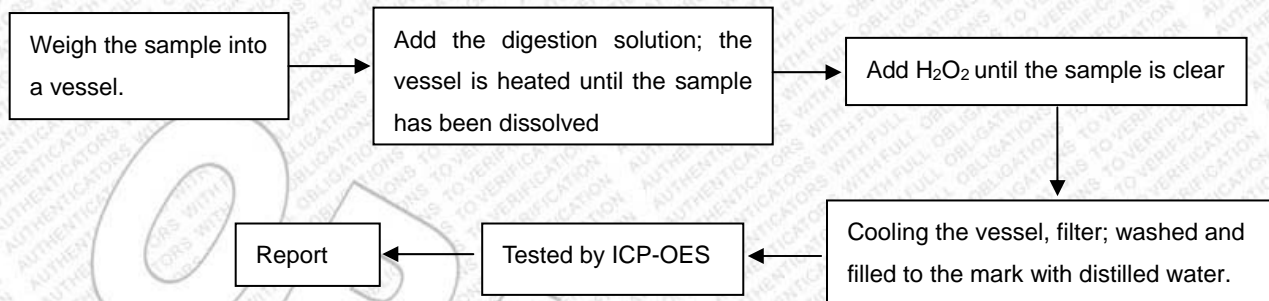 Weigh the sample into
a vessel.
Add the digestion solution; the
vessel is heated until the sample
has been dissolved
Add H₂O₂ until the sample is clear
Cooling the vessel, filter; washed and
filled to the mark with distilled water.
Tested by ICP-OES
Report